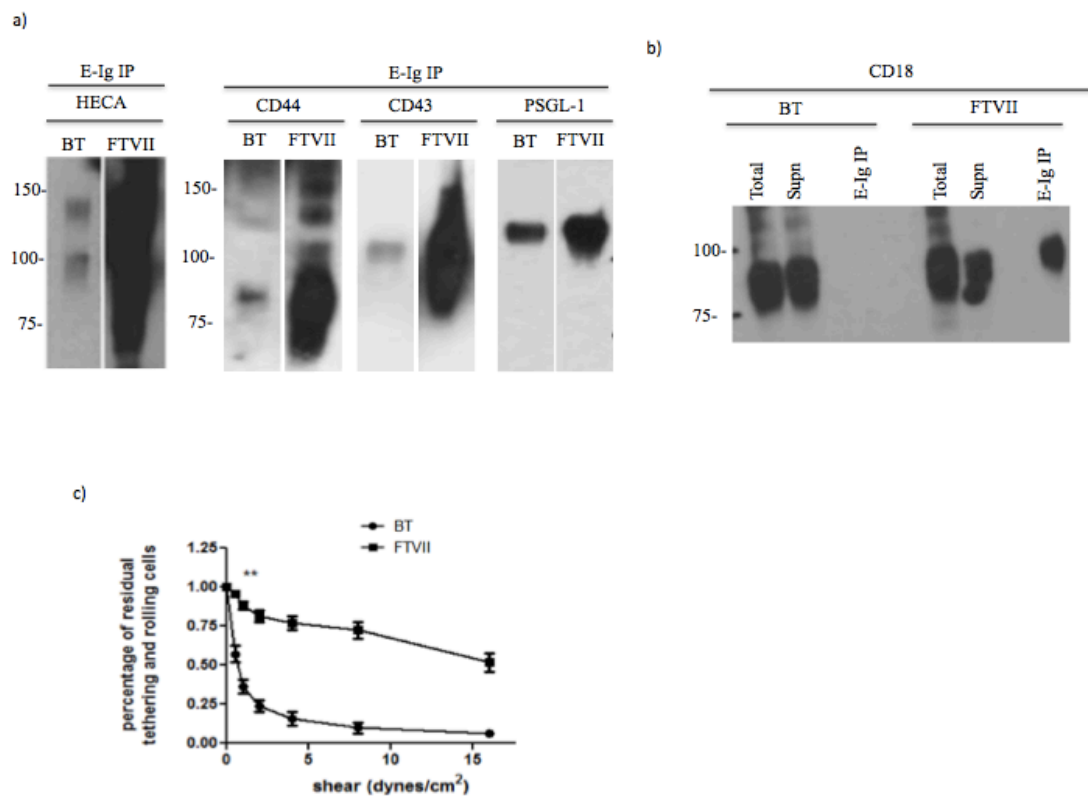 a)
E-Ig IP
HECA
BT FTVII
150-
100-
75-
E-Ig IP
CD44 CD43 PSGL-1
BT FTVII BT FTVII BT FTVII
150-
100-
75-
b)
CD18
BT FTVII
Total Supn E-Ig IP Total Supn E-Ig IP
100-
75-
c)
BT
FTVII
percentage of residual
tethering and rolling cells
1.25
1.00
0.75
0.50
0.25
0.00
**
0 5 10 15
shear (dynes/cm²)